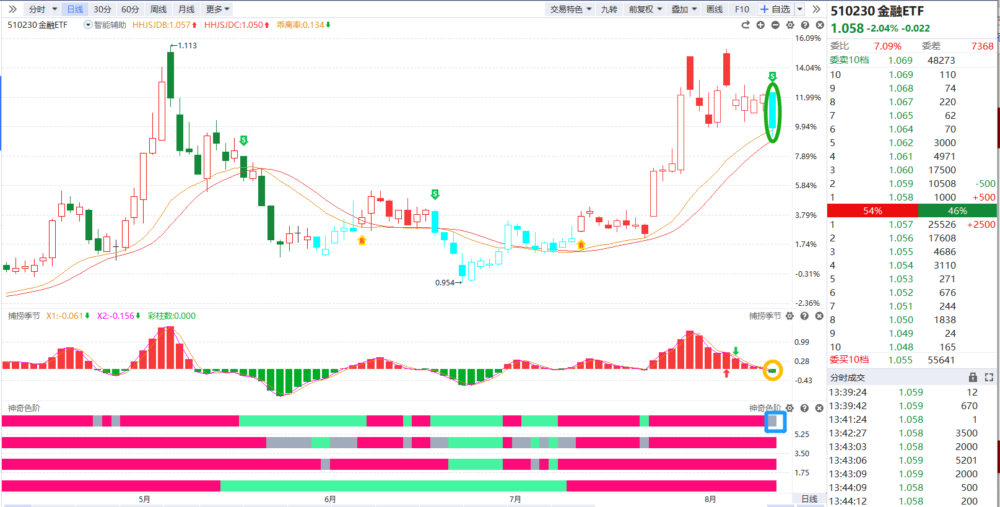 分时 日线 30分 60分 周线 月线 更多 交易特色 九转 前复权 叠加 画线 F10 自选
510230 金融ETF 智能辅助 HHJSJDB:1.057 HHJSJDC:1.050 乖离率:0.134
16.09%
14.04%
11.99%
9.94%
7.89%
5.84%
3.79%
1.74%
-0.31%
-2.36%
1.113
S
S
S
B
B
0.954
捕捞季节 X1:-0.061 X2:-0.156 彩柱数:0.000 捕捞季节
0.99
0.28
-0.43
神奇色阶 神奇色阶
5.25
3.50
1.75
5月 6月 7月 8月 日线
510230 金融ETF
1.058 -2.04% -0.022
委比 7.09% 委差 7368
委卖10档 1.069 48273
10 1.069 110
9 1.068 74
8 1.067 220
7 1.065 62
6 1.064 70
5 1.062 3000
4 1.061 4971
3 1.060 17500
2 1.059 10508 -500
1 1.058 1000 +500
54% 46%
1 1.057 25526 +2500
2 1.056 17608
3 1.055 4686
4 1.054 3110
5 1.053 271
6 1.052 676
7 1.051 244
8 1.050 1838
9 1.049 24
10 1.048 165
委买10档 1.055 55641
分时成交
13:39:24 1.059 12
13:39:42 1.059 670
13:41:24 1.058 1
13:42:27 1.058 3500
13:43:03 1.058 2000
13:43:06 1.059 5201
13:43:09 1.058 2000
13:44:09 1.058 500
13:44:12 1.058 200